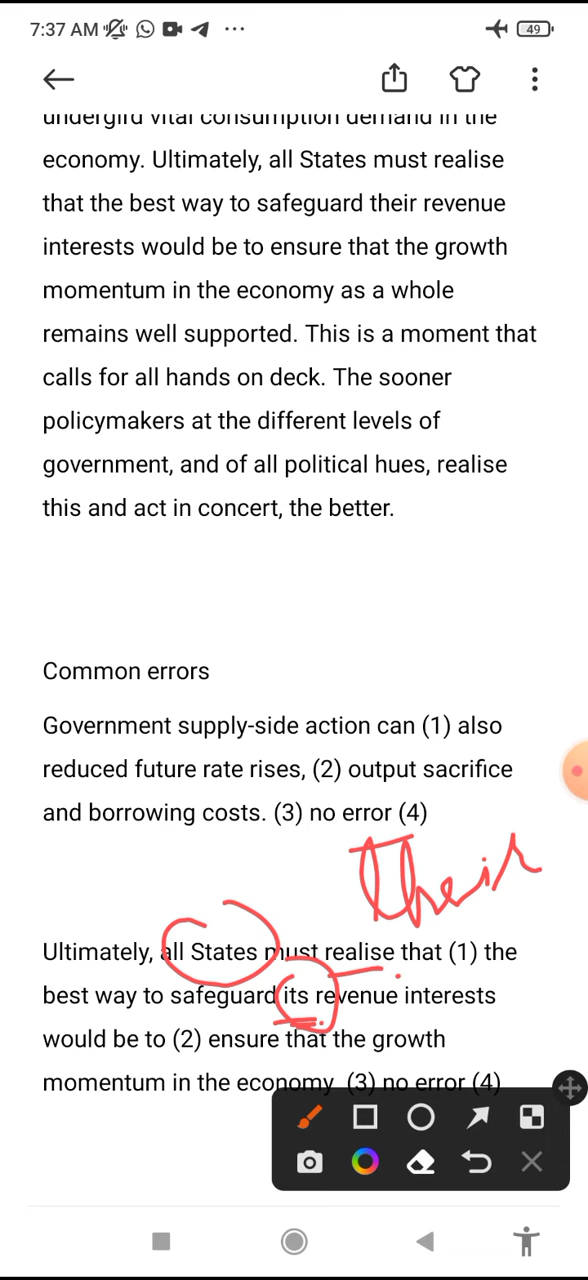 7:37 AM
49
undergird vital consumption demand in the
economy. Ultimately, all States must realise
that the best way to safeguard their revenue
interests would be to ensure that the growth
momentum in the economy as a whole
remains well supported. This is a moment that
calls for all hands on deck. The sooner
policymakers at the different levels of
government, and of all political hues, realise
this and act in concert, the better.
Common errors
Government supply-side action can (1) also
reduced future rate rises, (2) output sacrifice
and borrowing costs. (3) no error (4)
Their
Ultimately, all States must realise that (1) the
best way to safeguard its revenue interests
would be to (2) ensure that the growth
momentum in the economy (3) no error (4)